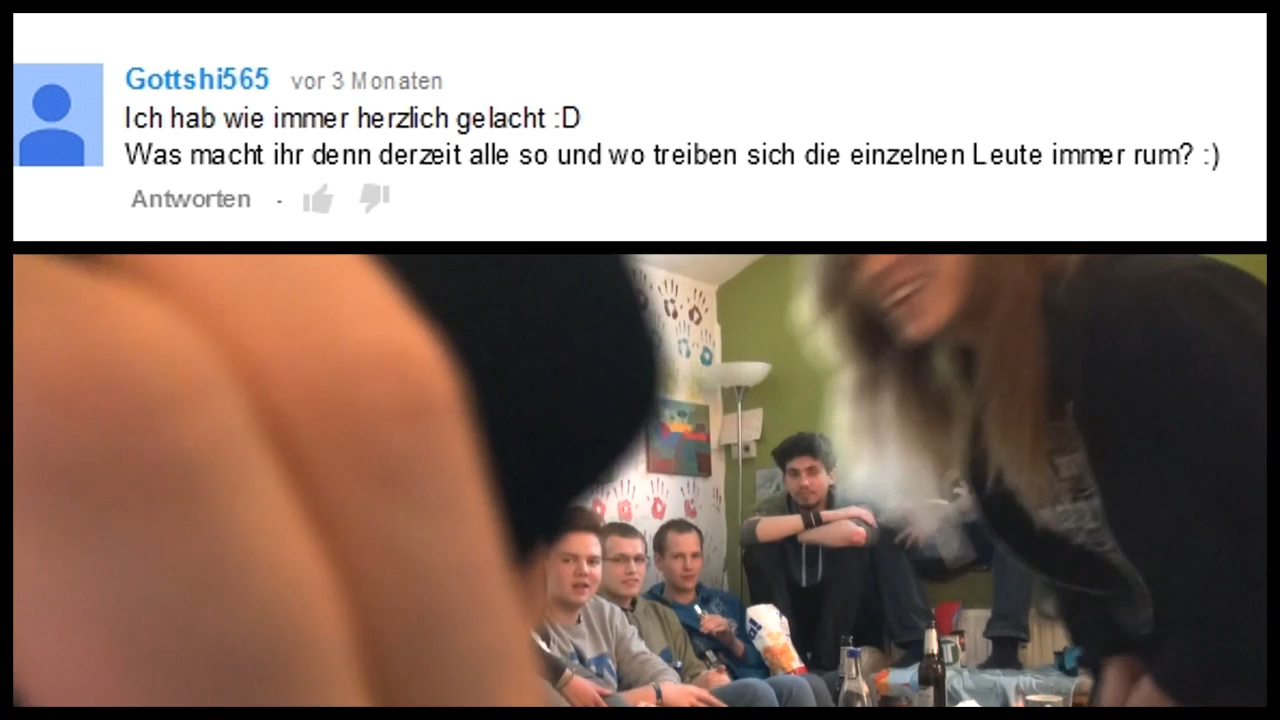 Gottshi565 vor 3 Monaten
Ich hab wie immer herzlich gelacht :D
Was macht ihr denn derzeit alle so und wo treiben sich die einzelnen Leute immer rum? :)
Antworten ·